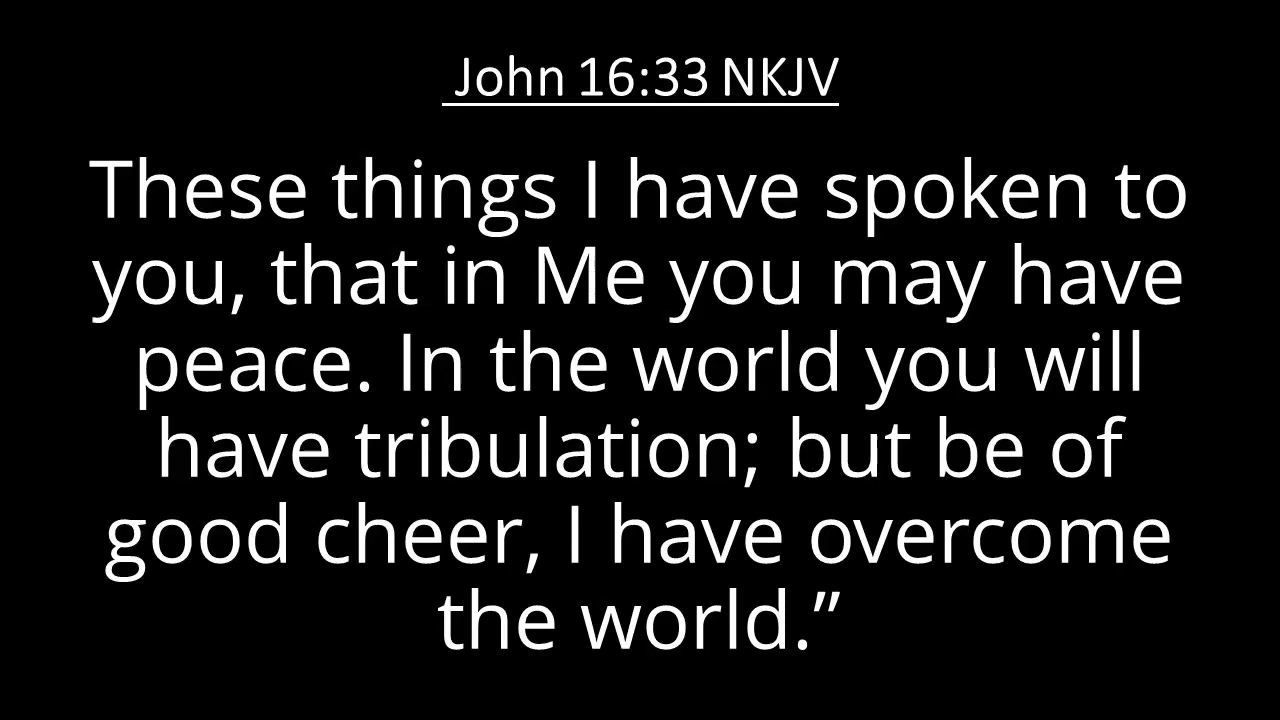 John 16:33 NKJV
These things I have spoken to
you, that in Me you may have
peace. In the world you will
have tribulation; but be of
good cheer, I have overcome
the world.”